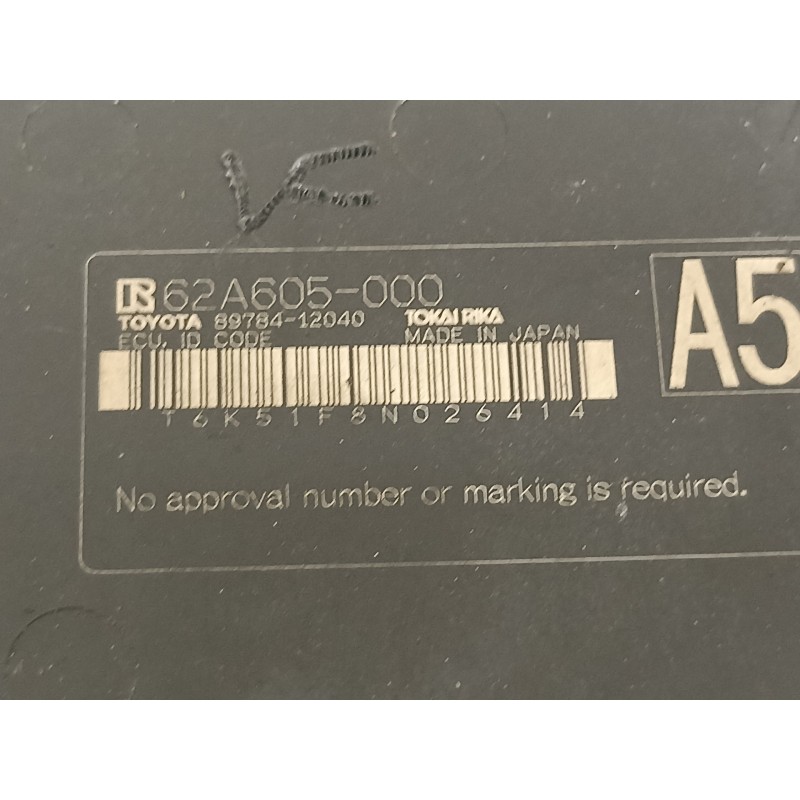 62A605-000
TOYOTA 89784-12040 TOKAI RIKA
ECU. ID CODE MADE IN JAPAN
T6K51F8N026414
No approval number or marking is required.
A5